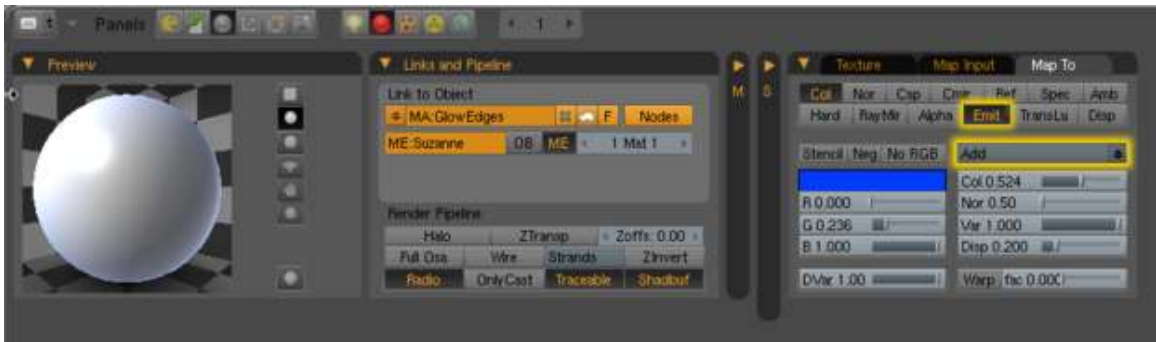 Panels
1
Preview
Links and Pipeline
Link to Object
MA:GlowEdges F Nodes
ME:Suzanne OB ME 1 Mat 1
Render Pipeline
Halo ZTransp Zoffs: 0.00
Full Osa Wire Strands ZInvert
Radio OnlyCast Traceable Shadbuf
M
S
Texture Map Input Map To
Col Nor Csp Cmir Ref Spec Amb
Hard RayMir Alpha Emit TransLu Disp
Stencil Neg No RGB Add
Col 0.524
R 0.000 Nor 0.50
G 0.236 Var 1.000
B 1.000 Disp 0.200
DVar 1.00 Warp fac 0.000